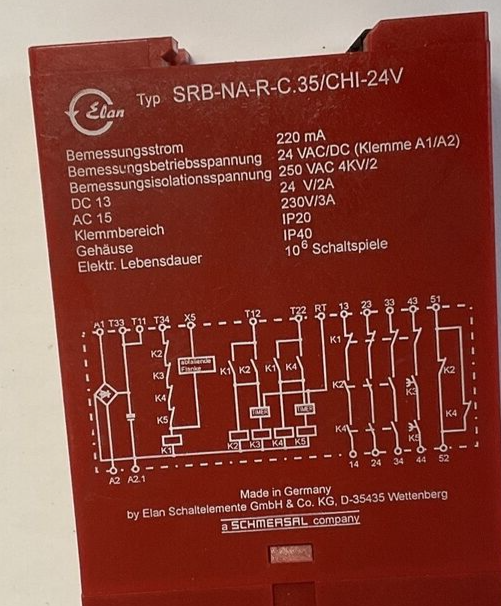 Elan
Typ SRB-NA-R-C.35/CHI-24V
Bemessungsstrom 220 mA
Bemessungsbetriebsspannung 24 VAC/DC (Klemme A1/A2)
Bemessungsisolationsspannung 250 VAC 4KV/2
DC 13 24 V/2A
AC 15 230V/3A
Klemmbereich IP20
Gehäuse IP40
Elektr. Lebensdauer 10⁶ Schaltspiele
A1 T33 T11 T34 X5 T12 T22 RT 13 23 33 43 51
K2 K1 K2 K1 K4 K1 K2
abfallende
Flanke
K3
K4 TIMER TIMER K2 K3 K4
K5 K4 K5
K1 K2 K3 K4 K5
A2 A2.1 14 24 34 44 52
Made in Germany
by Elan Schaltelemente GmbH & Co. KG, D-35435 Wettenberg
a SCHMERSAL company